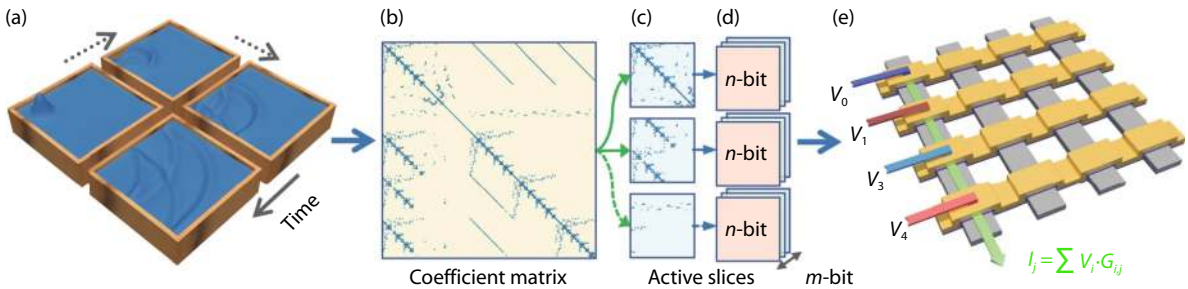 (a)
(b)
(c)
(d)
(e)
Time
Coefficient matrix
Active slices
n-bit
n-bit
n-bit
m-bit
V₀
V₁
V₃
V₄
Iⱼ = ∑ Vᵢ·Gᵢ,ⱼ